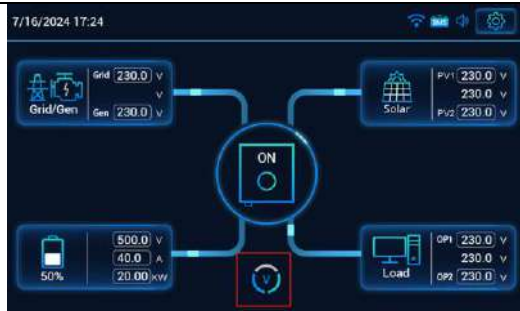 7/16/2024 17:24
BMS
Grid 230.0 V
V
Gen 230.0 V
Grid/Gen
PV1 230.0 V
230.0 V
PV2 230.0 V
Solar
ON
500.0 V
40.0 A
20.00 KW
50%
V
OP1 230.0 V
230.0 V
OP2 230.0 V
Load